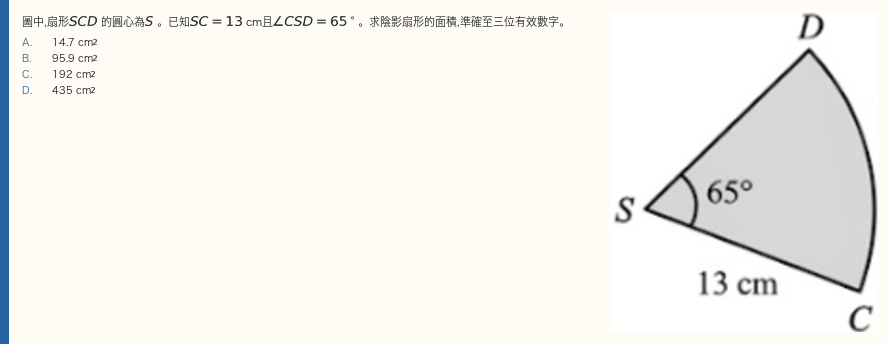 圖中,扇形SCD 的圓心為S 。已知SC = 13 cm且∠CSD = 65 ° 。求陰影扇形的面積,準確至三位有效數字。
A. 14.7 cm2
B. 95.9 cm2
C. 192 cm2
D. 435 cm2
D
65°
S
13 cm
C